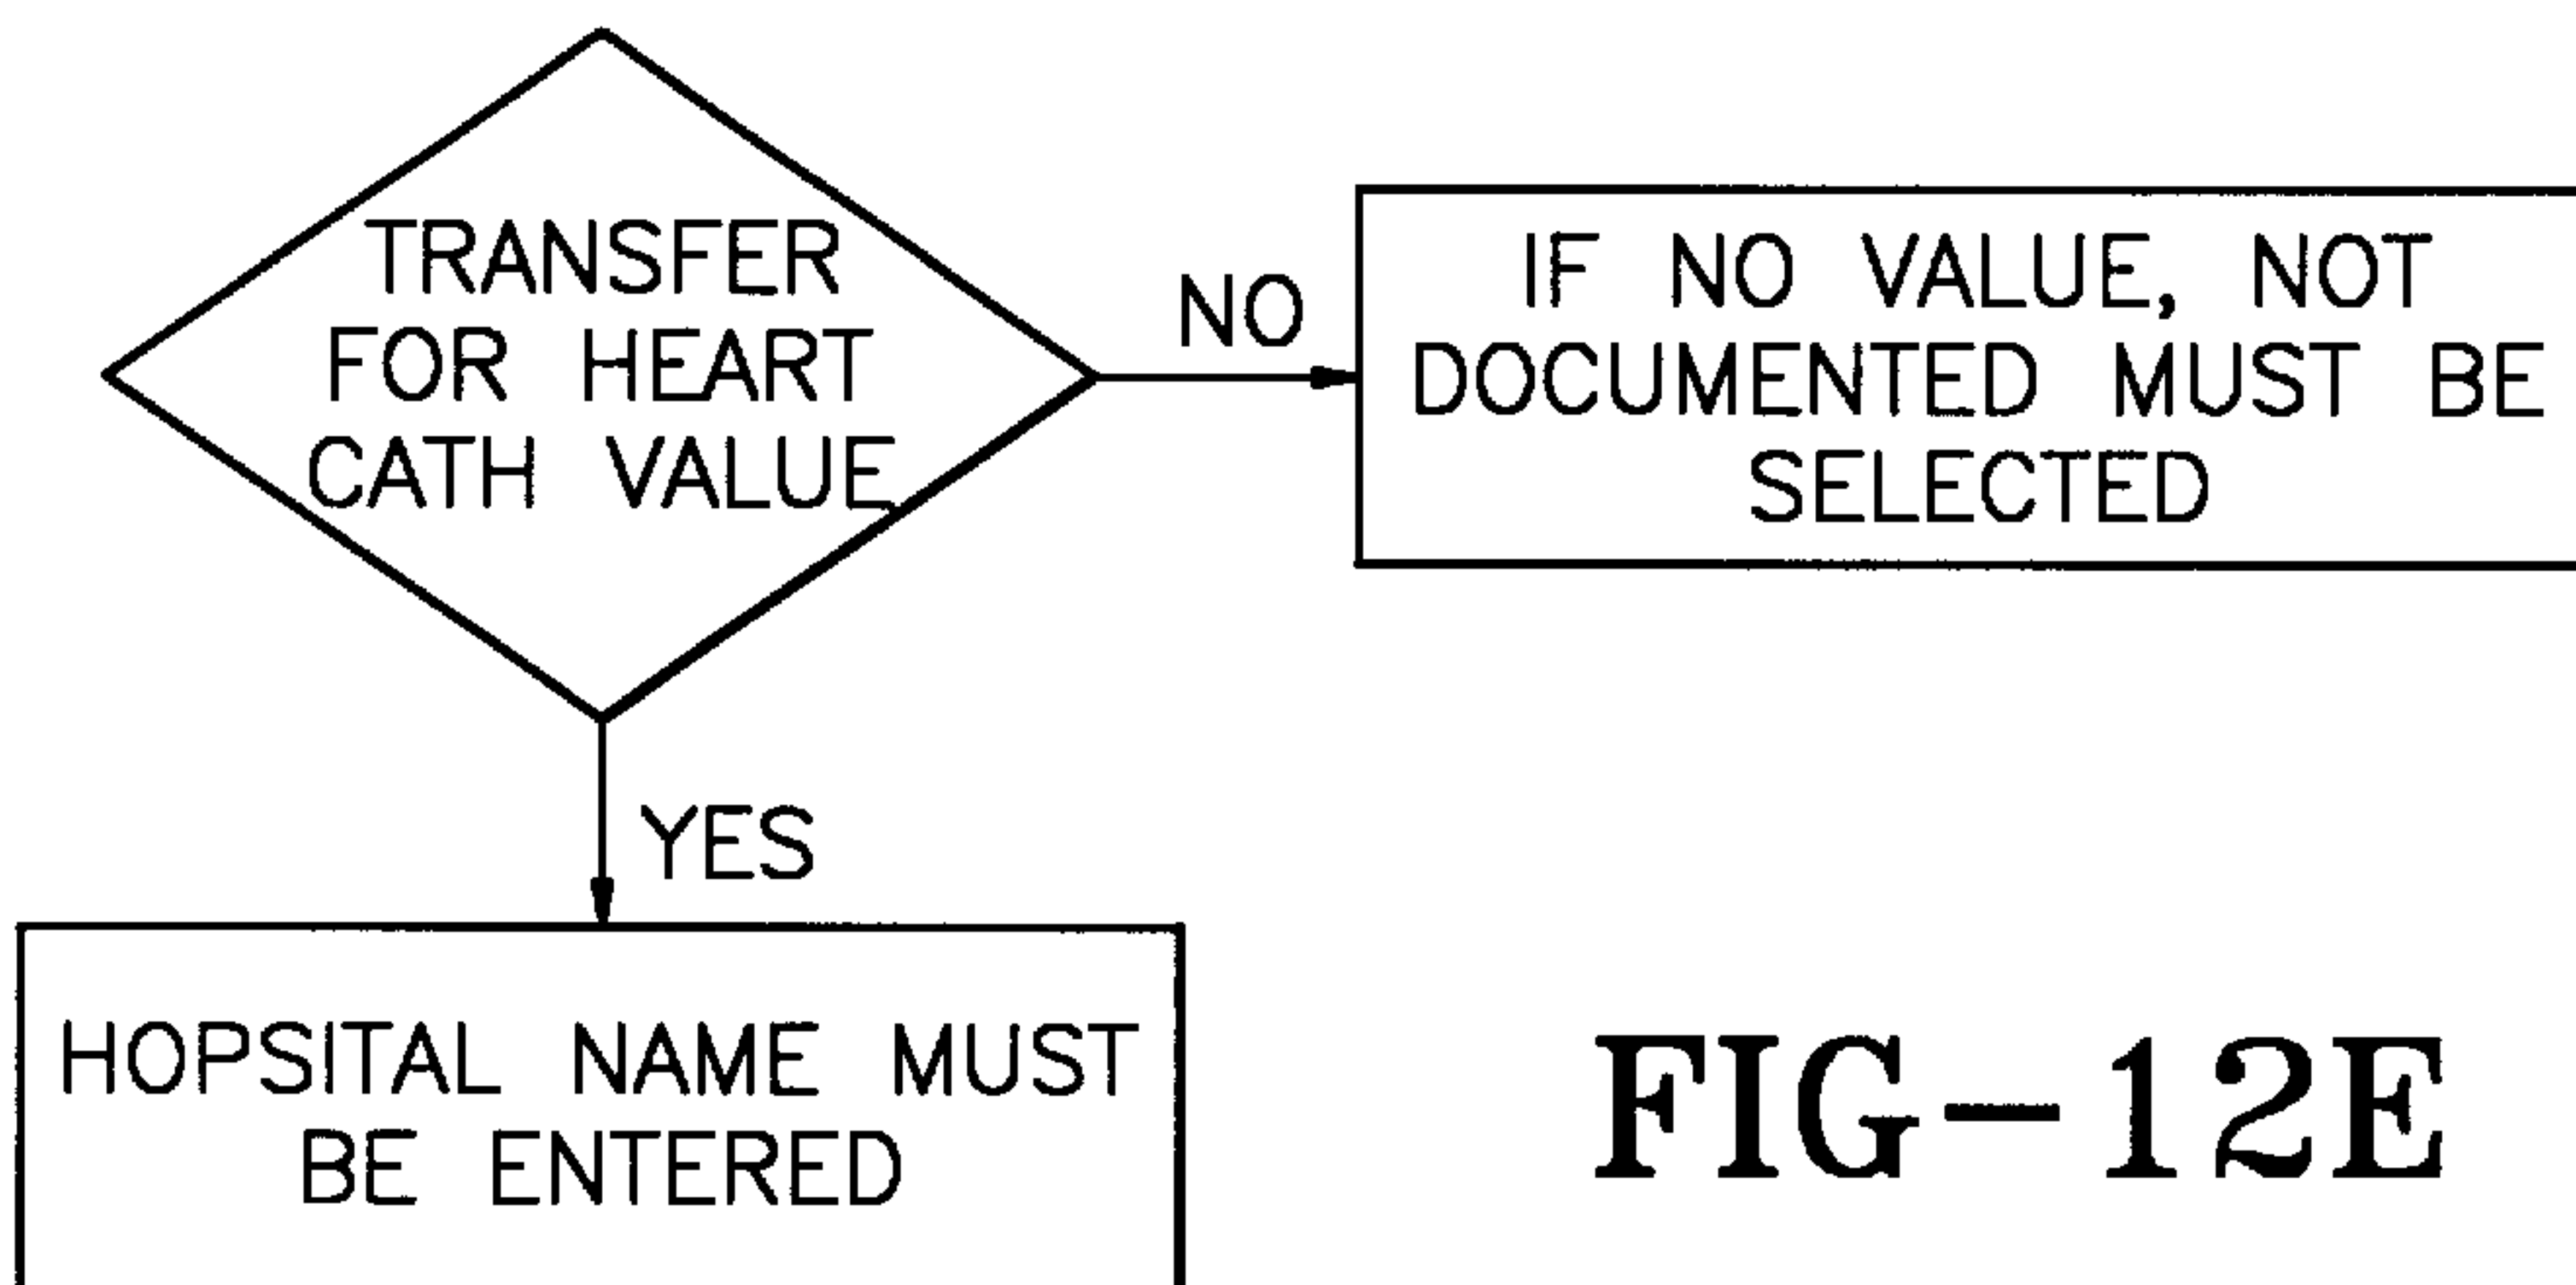 TRANSFER
FOR HEART
CATH VALUE
NO
IF NO VALUE, NOT
DOCUMENTED MUST BE
SELECTED
YES
HOPSITAL NAME MUST
BE ENTERED
FIG-12E